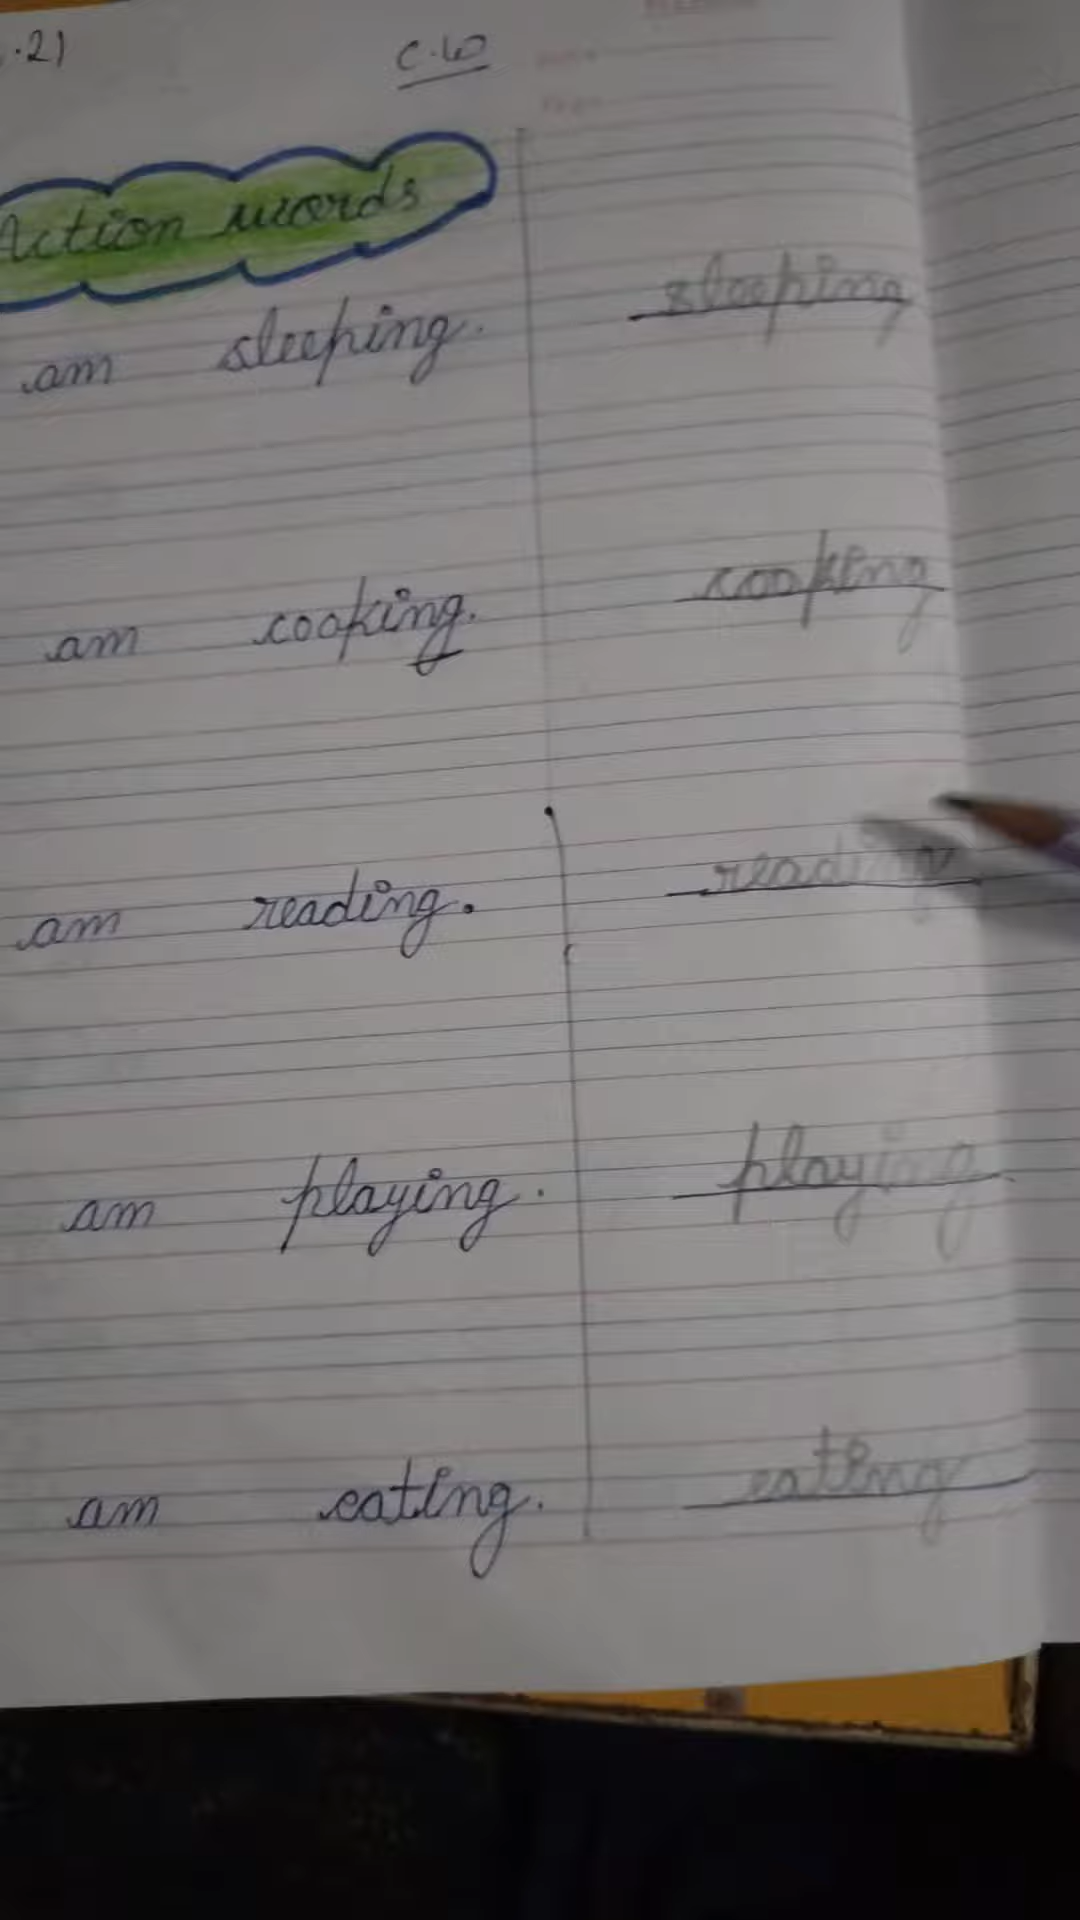 .21) C.W
Action words
am sleeping. sleeping
am cooking. cooking
am reading. reading
am playing. playing
am eating. eating